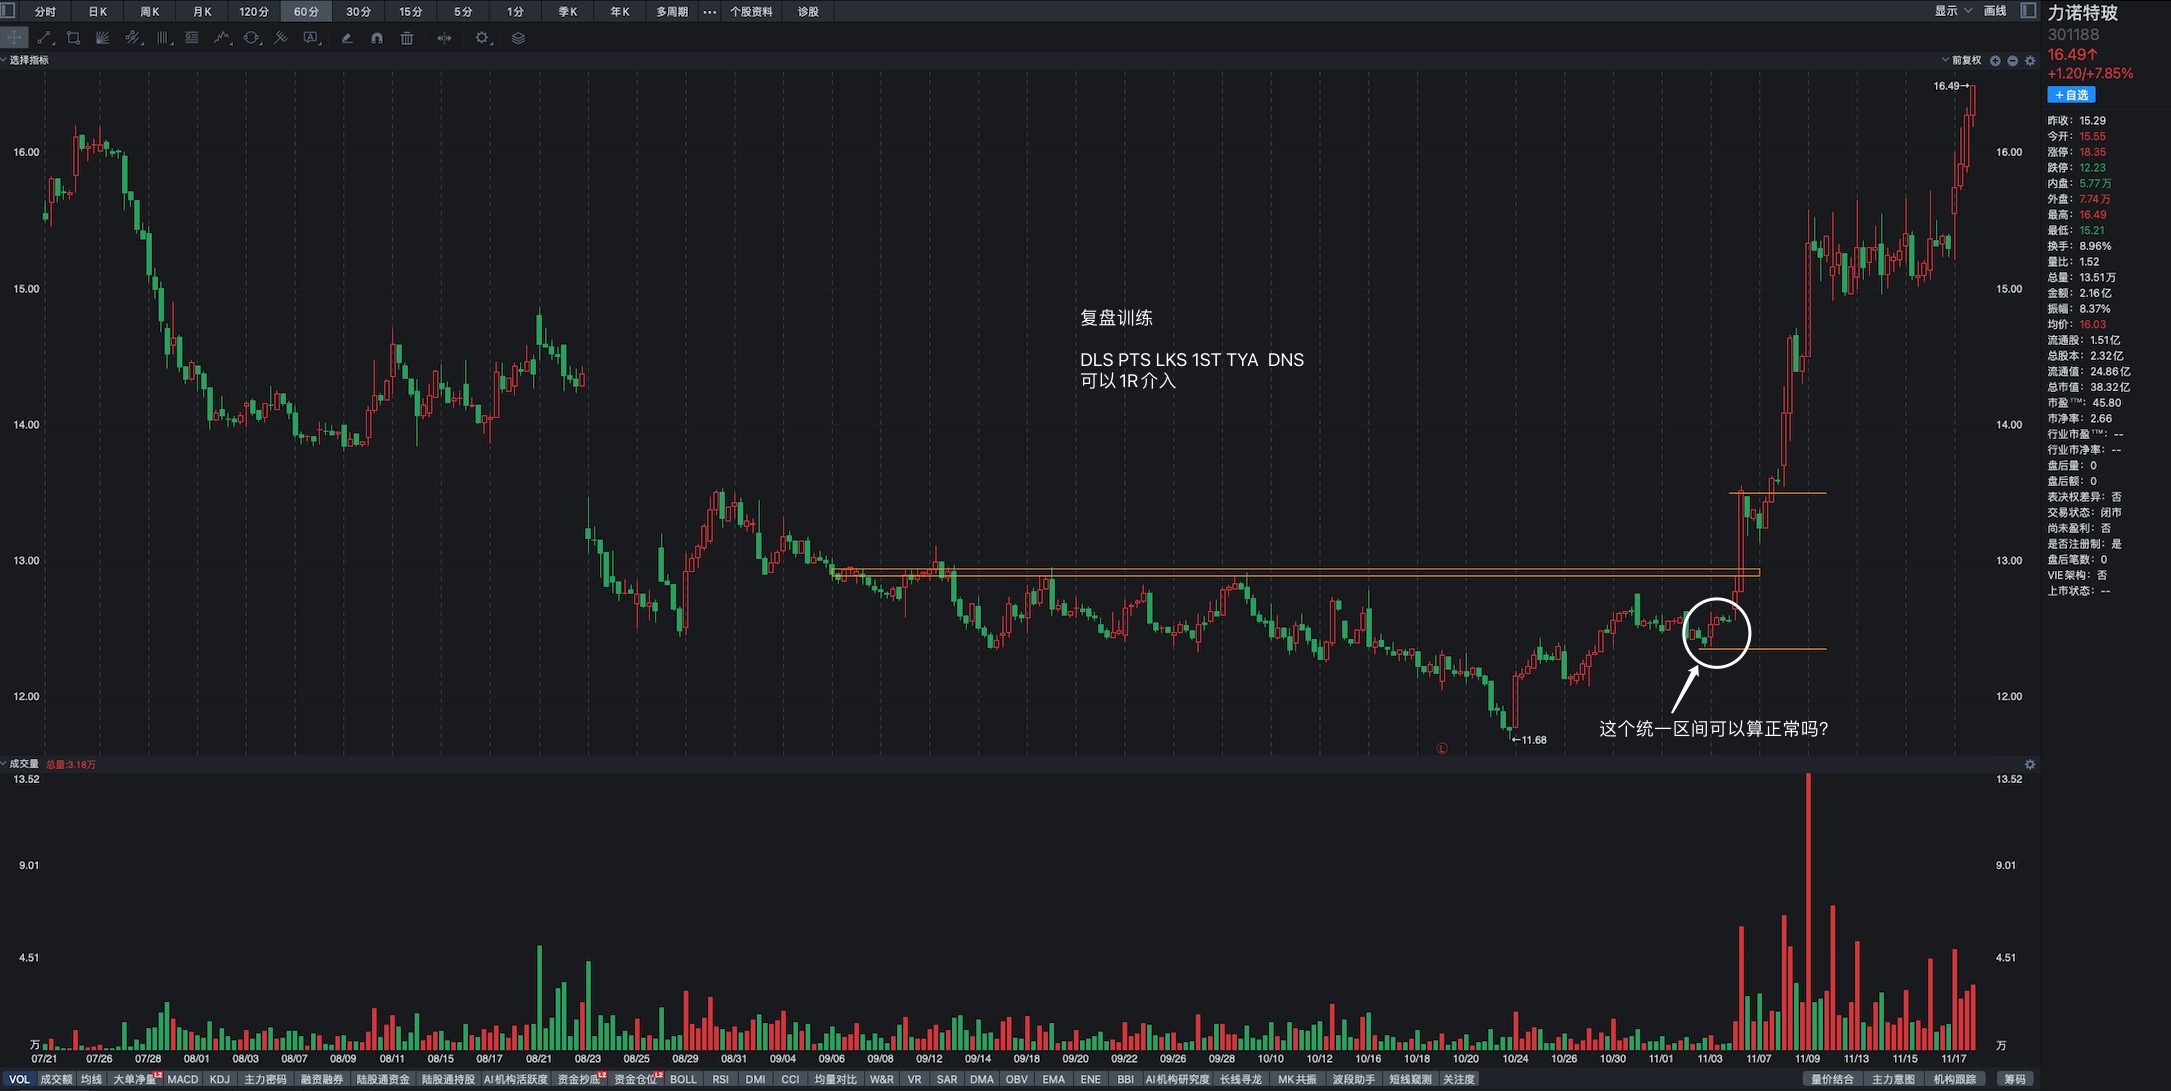 分时 日K 周K 月K 120分 60分 30分 15分 5分 1分 季K 年K 多周期 ··· 个股资料 诊股 显示 画线
选择指标 前复权
力诺特玻
301188
16.49↑
+1.20/+7.85%
+自选
昨收: 15.29
今开: 15.55
涨停: 18.35
跌停: 12.23
内盘: 5.77万
外盘: 7.74万
最高: 16.49
最低: 15.21
换手: 8.96%
量比: 1.52
总量: 13.51万
金额: 2.16亿
振幅: 8.37%
均价: 16.03
流通股: 1.51亿
总股本: 2.32亿
流通值: 24.86亿
总市值: 38.32亿
市盈™: 45.80
市净率: 2.66
行业市盈™: --
行业市净率: --
盘后量: 0
盘后额: 0
表决权差异: 否
交易状态: 闭市
尚未盈利: 否
是否注册制: 是
盘后笔数: 0
VIE架构: 否
上市状态: --
16.49→
16.00 16.00
15.00 15.00
复盘训练
DLS PTS LKS 1ST TYA DNS
可以1R介入
14.00 14.00
13.00 13.00
12.00 12.00
这个统一区间可以算正常吗?
←11.68
L
成交量 总量:3.18万
13.52 13.52
9.01 9.01
4.51 4.51
万 万
07/21 07/26 07/28 08/01 08/03 08/07 08/09 08/11 08/15 08/17 08/21 08/23 08/25 08/29 08/31 09/04 09/06 09/08 09/12 09/14 09/18 09/20 09/22 09/26 09/28 10/10 10/12 10/16 10/18 10/20 10/24 10/26 10/30 11/01 11/03 11/07 11/09 11/13 11/15 11/17
VOL 成交额 均线 大单净量L2 MACD KDJ 主力密码 融资融券 陆股通资金 陆股通持股 AI机构活跃度 资金抄底L2 资金仓位L2 BOLL RSI DMI CCI 均量对比 W&R VR SAR DMA OBV EMA ENE BBI AI机构研究度 长线寻龙 MK共振 波段助手 短线窥测 关注度 量价结合 主力意图 机构跟踪 筹码